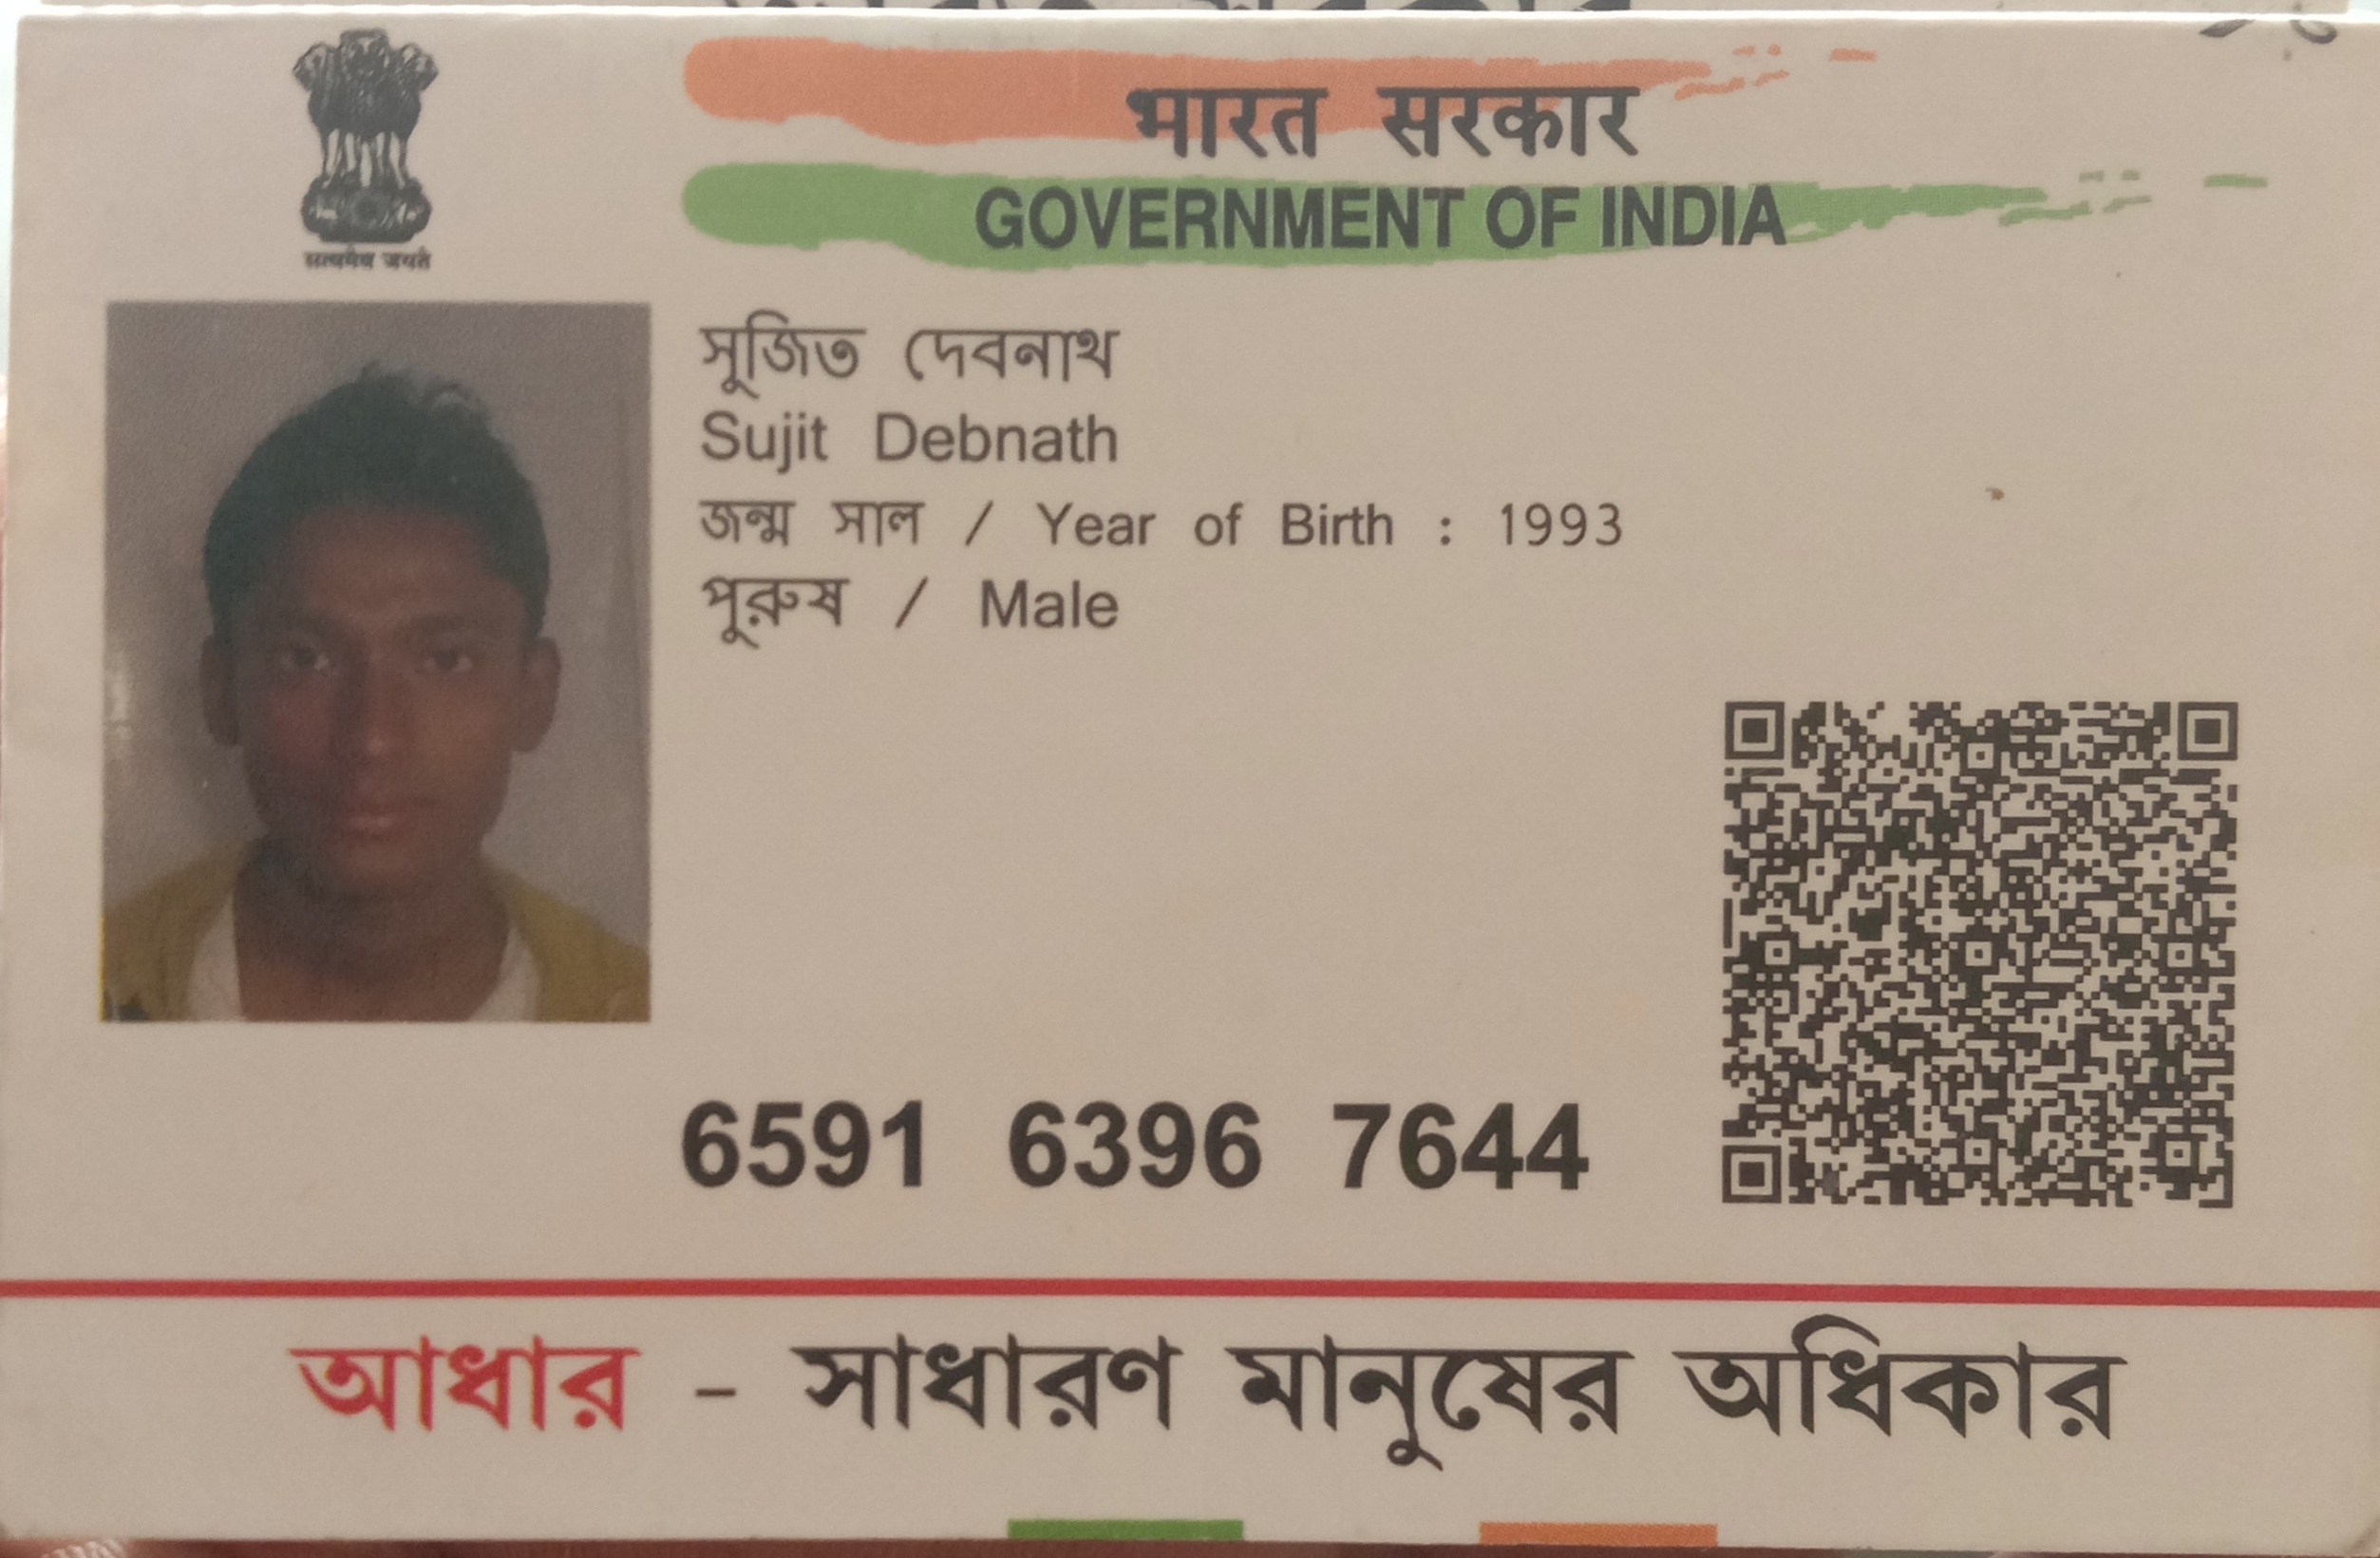 सत्यमेव जयते
भारत सरकार
GOVERNMENT OF INDIA
সুজিত দেবনাথ
Sujit Debnath
জন্ম সাল / Year of Birth : 1993
পুরুষ / Male
6591 6396 7644
আধার - সাধারণ মানুষের অধিকার